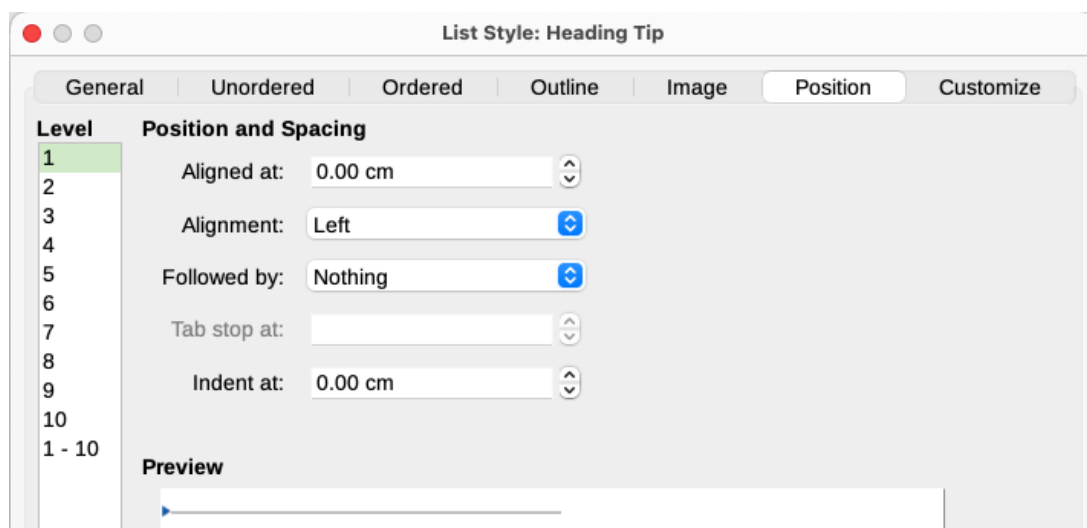 List Style: Heading Tip
General Unordered Ordered Outline Image Position Customize
Level
1
2
3
4
5
6
7
8
9
10
1 - 10
Position and Spacing
Aligned at: 0.00 cm
Alignment: Left
Followed by: Nothing
Tab stop at:
Indent at: 0.00 cm
Preview